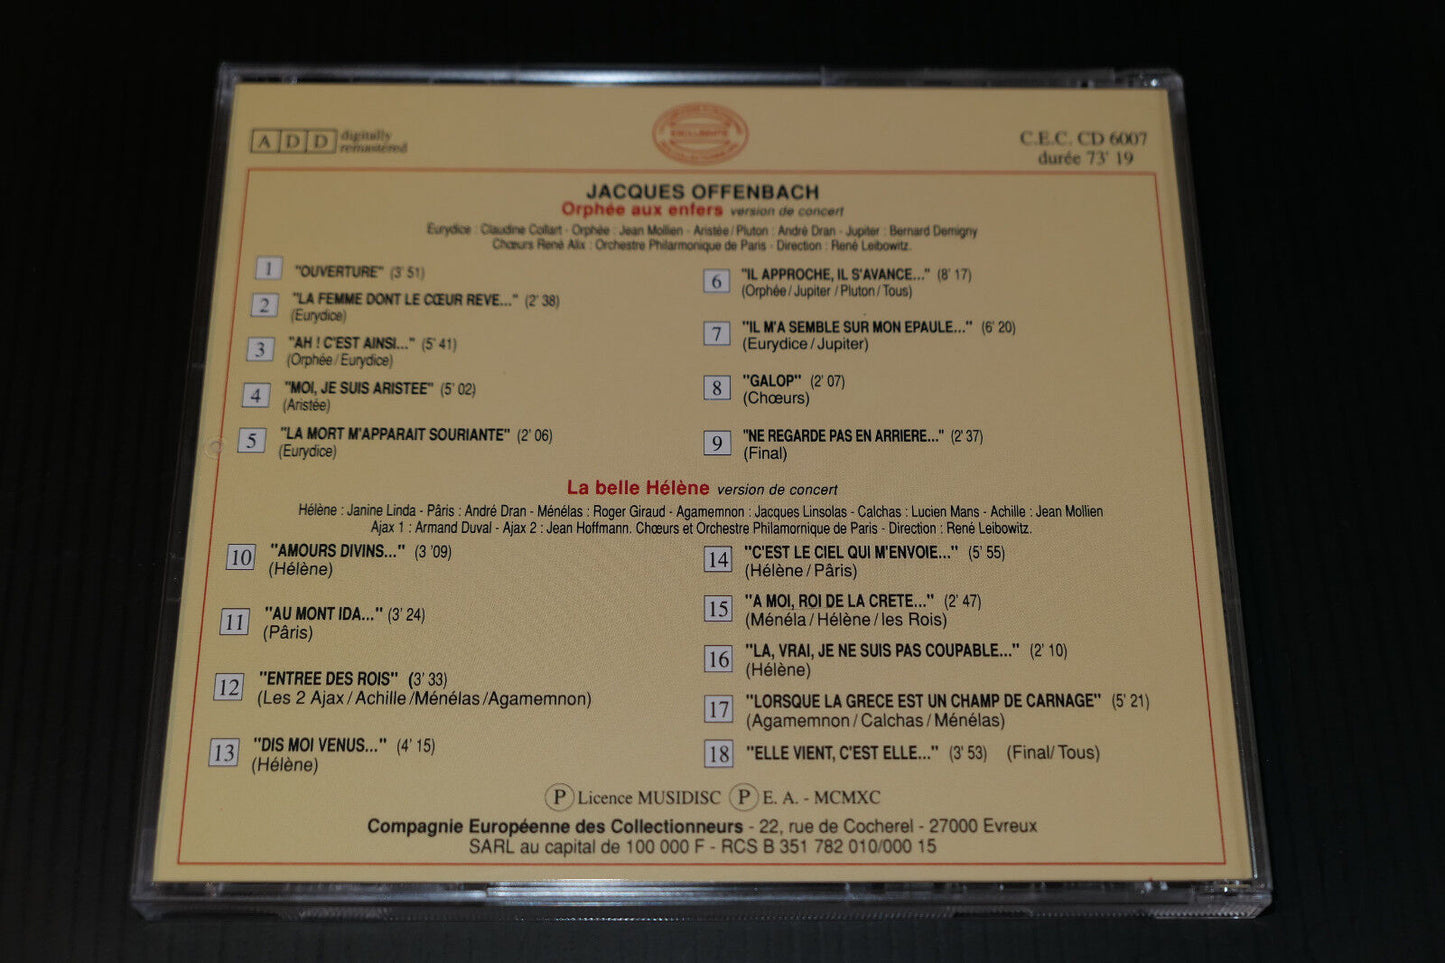 A D D digitally
remastered
C.E.C. CD 6007
durée 73' 19
JACQUES OFFENBACH
Orphée aux enfers version de concert
Eurydice : Claudine Collart - Orphée : Jean Mollien - Aristée / Pluton : André Dran - Jupiter : Bernard Demigny
Chœurs René Alix : Orchestre Philarmonique de Paris - Direction : René Leibowitz.
1 "OUVERTURE" (3' 51)
2 "LA FEMME DONT LE CŒUR REVE..." (2' 38)
(Eurydice)
3 "AH ! C'EST AINSI..." (5' 41)
(Orphée / Eurydice)
4 "MOI, JE SUIS ARISTEE" (5' 02)
(Aristée)
5 "LA MORT M'APPARAIT SOURIANTE" (2' 06)
(Eurydice)
6 "IL APPROCHE, IL S'AVANCE..." (8' 17)
(Orphée / Jupiter / Pluton / Tous)
7 "IL M'A SEMBLE SUR MON EPAULE..." (6' 20)
(Eurydice / Jupiter)
8 "GALOP" (2' 07)
(Chœurs)
9 "NE REGARDE PAS EN ARRIERE..." (2' 37)
(Final)
La belle Hélène version de concert
Hélène : Janine Linda - Pâris : André Dran - Ménélas : Roger Giraud - Agamemnon : Jacques Linsolas - Calchas : Lucien Mans - Achille : Jean Mollien
Ajax 1 : Armand Duval - Ajax 2 : Jean Hoffmann. Chœurs et Orchestre Philamornique de Paris - Direction : René Leibowitz.
10 "AMOURS DIVINS..." (3 '09)
(Hélène)
11 "AU MONT IDA..." (3' 24)
(Pâris)
12 "ENTREE DES ROIS" (3' 33)
(Les 2 Ajax / Achille / Ménélas / Agamemnon)
13 "DIS MOI VENUS..." (4' 15)
(Hélène)
14 "C'EST LE CIEL QUI M'ENVOIE..." (5' 55)
(Hélène / Pâris)
15 "A MOI, ROI DE LA CRETE..." (2' 47)
(Ménéla / Hélène / les Rois)
16 "LA, VRAI, JE NE SUIS PAS COUPABLE..." (2' 10)
(Hélène)
17 "LORSQUE LA GRECE EST UN CHAMP DE CARNAGE" (5' 21)
(Agamemnon / Calchas / Ménélas)
18 "ELLE VIENT, C'EST ELLE..." (3' 53) (Final/ Tous)
Ⓟ Licence MUSIDISC Ⓟ E. A. - MCMXC
Compagnie Européenne des Collectionneurs - 22, rue de Cocherel - 27000 Evreux
SARL au capital de 100 000 F - RCS B 351 782 010/000 15